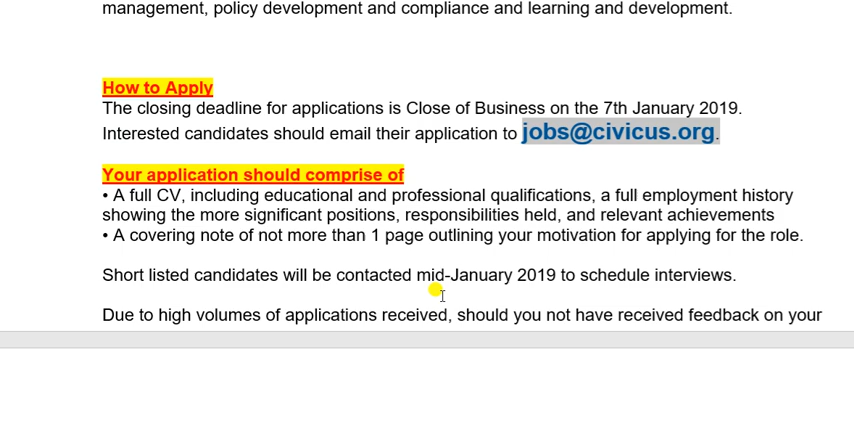 management, policy development and compliance and learning and development.
How to Apply
The closing deadline for applications is Close of Business on the 7th January 2019.
Interested candidates should email their application to jobs@civicus.org.
Your application should comprise of
• A full CV, including educational and professional qualifications, a full employment history
showing the more significant positions, responsibilities held, and relevant achievements
• A covering note of not more than 1 page outlining your motivation for applying for the role.
Short listed candidates will be contacted mid-January 2019 to schedule interviews.
Due to high volumes of applications received, should you not have received feedback on your